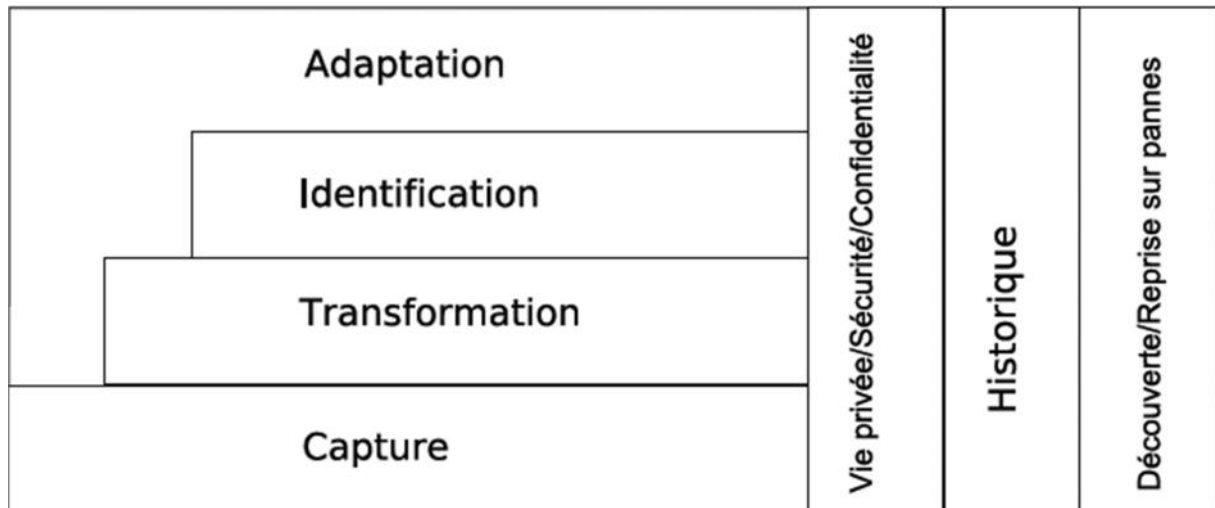 Adaptation
Identification
Transformation
Capture
Vie privée/Sécurité/Confidentialité
Historique
Découverte/Reprise sur pannes